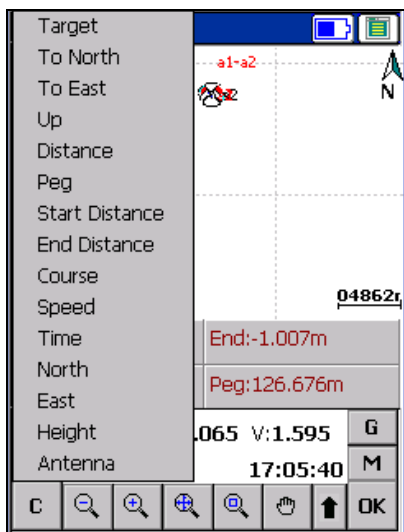 Target
To North
To East
Up
Distance
Peg
Start Distance
End Distance
Course
Speed
Time
North
East
Height
Antenna
a1-a2
N
04862r
End:-1.007m
Peg:126.676m
.065 V:1.595
G
17:05:40
M
C
OK